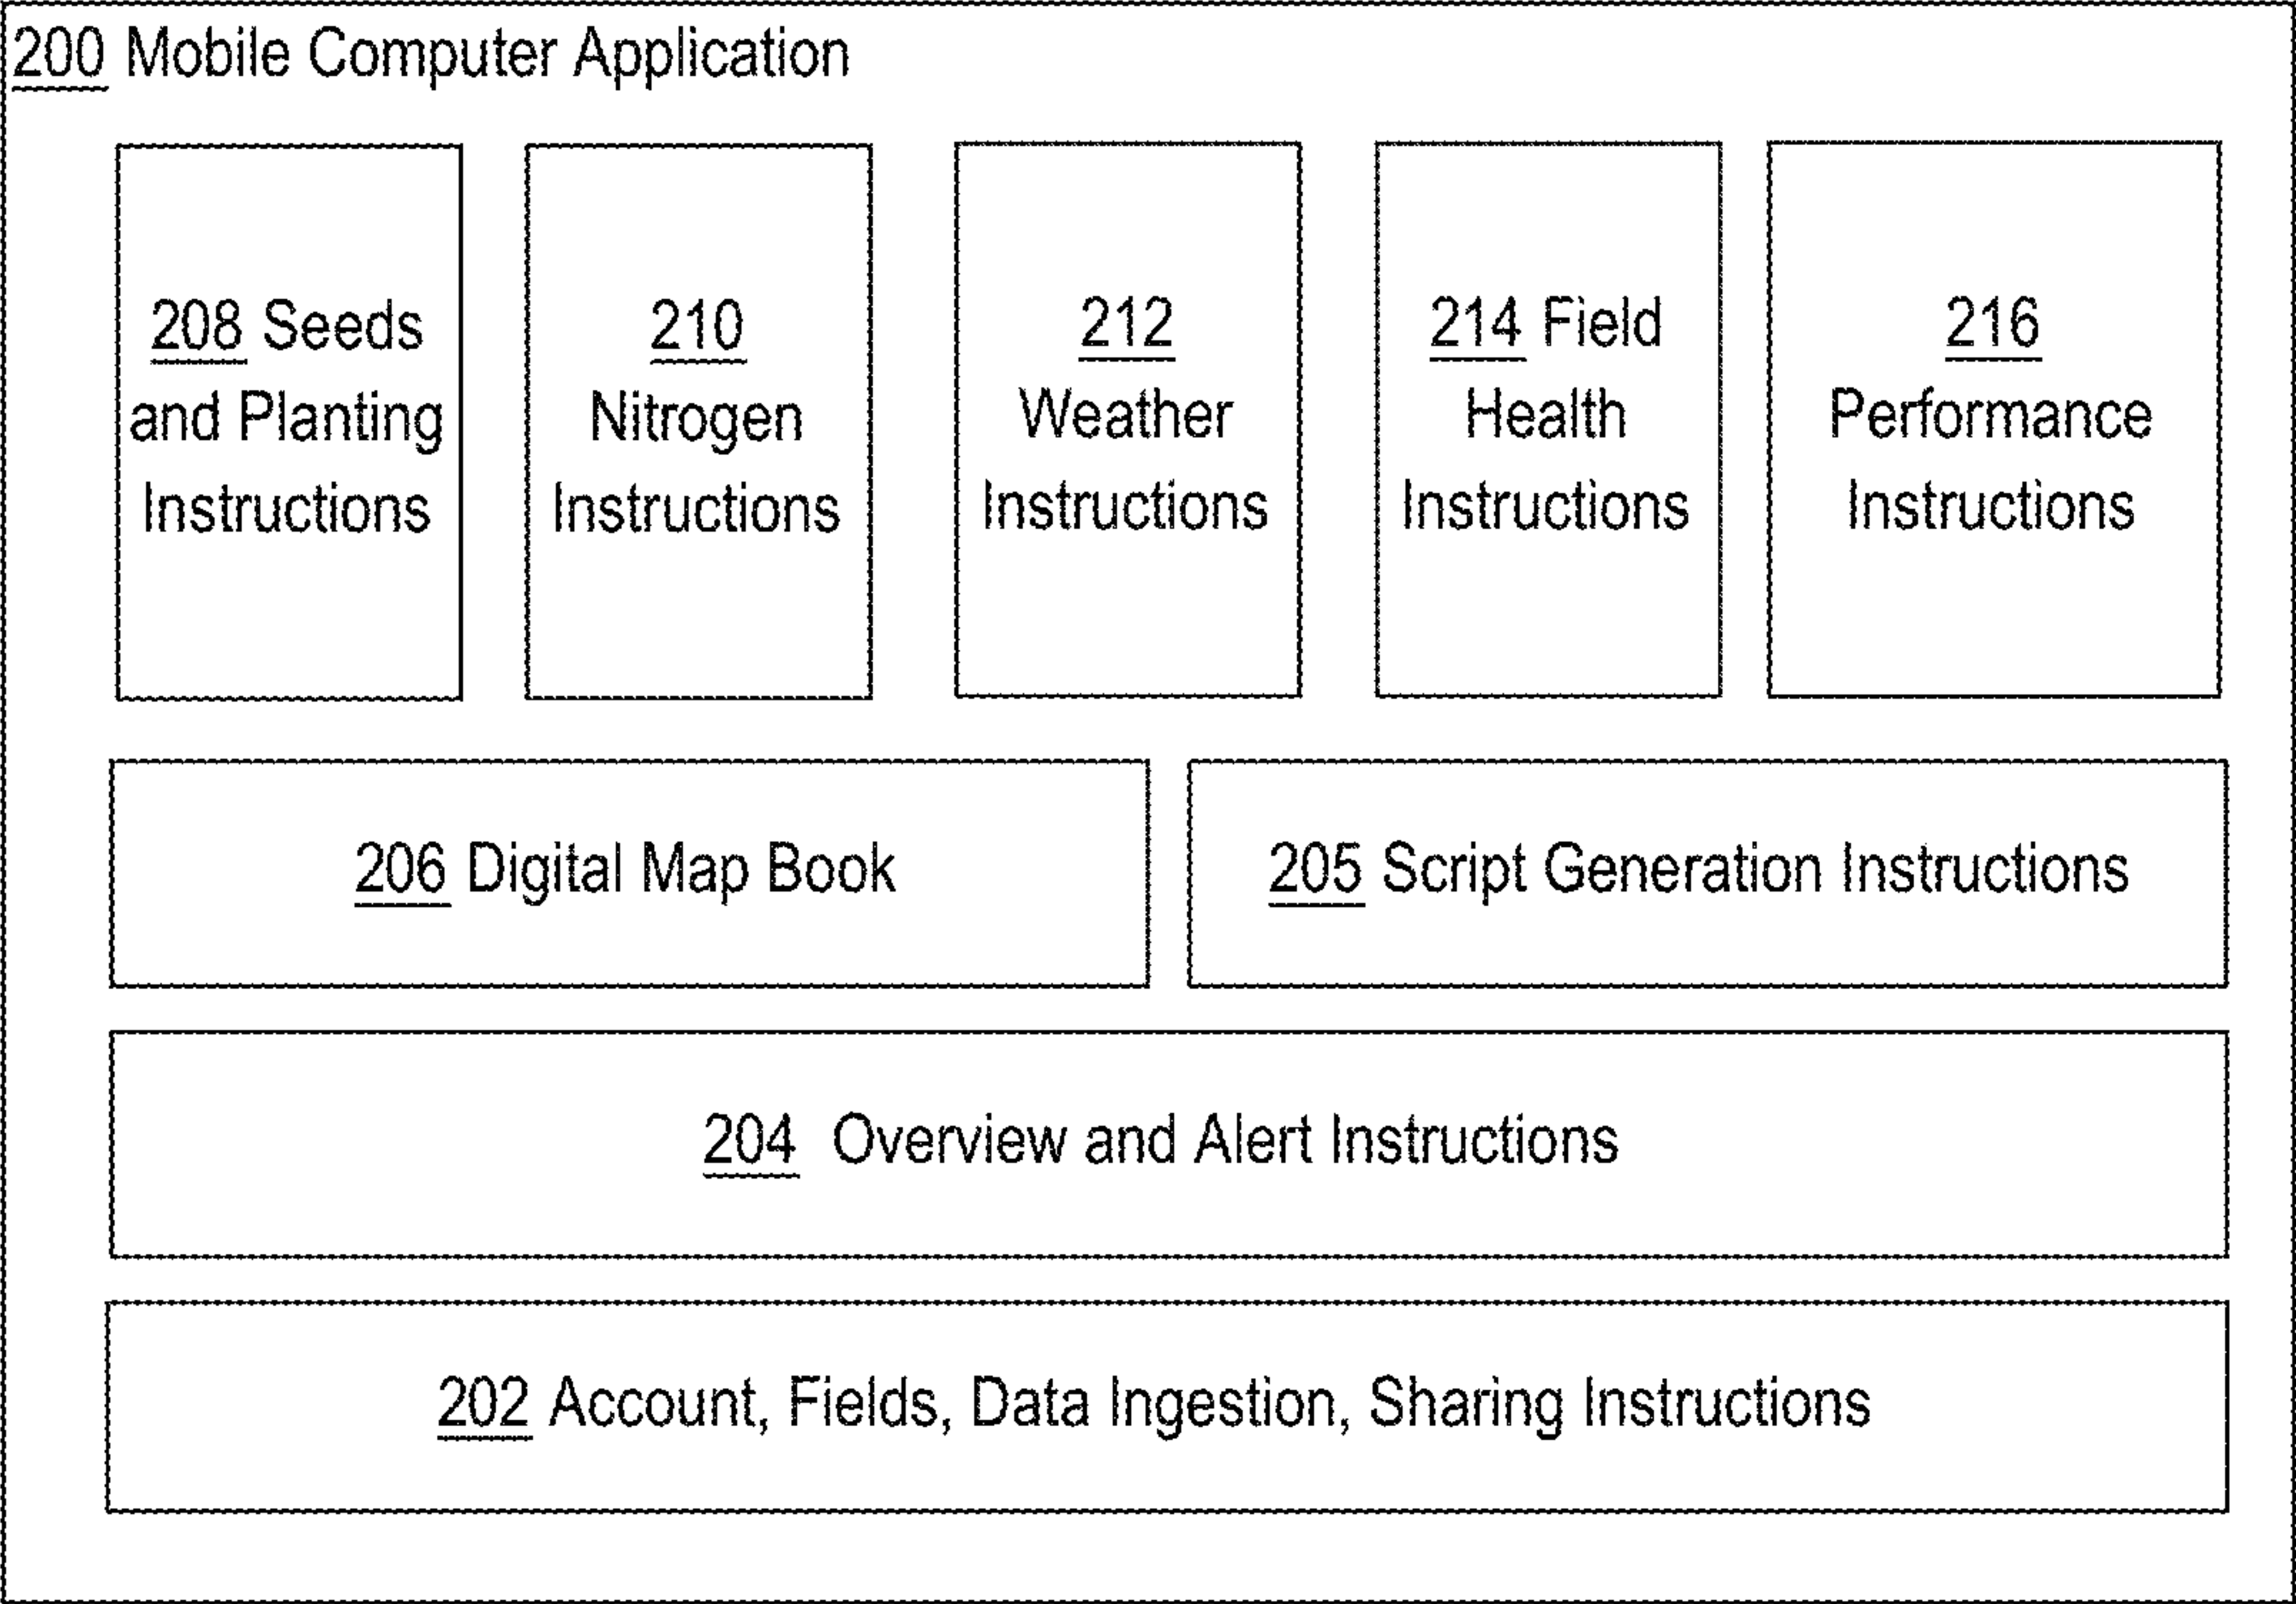 200 Mobile Computer Application
208 Seeds
and Planting
Instructions
210
Nitrogen
Instructions
212
Weather
Instructions
214 Field
Health
Instructions
216
Performance
Instructions
206 Digital Map Book
205 Script Generation Instructions
204 Overview and Alert Instructions
202 Account, Fields, Data Ingestion, Sharing Instructions